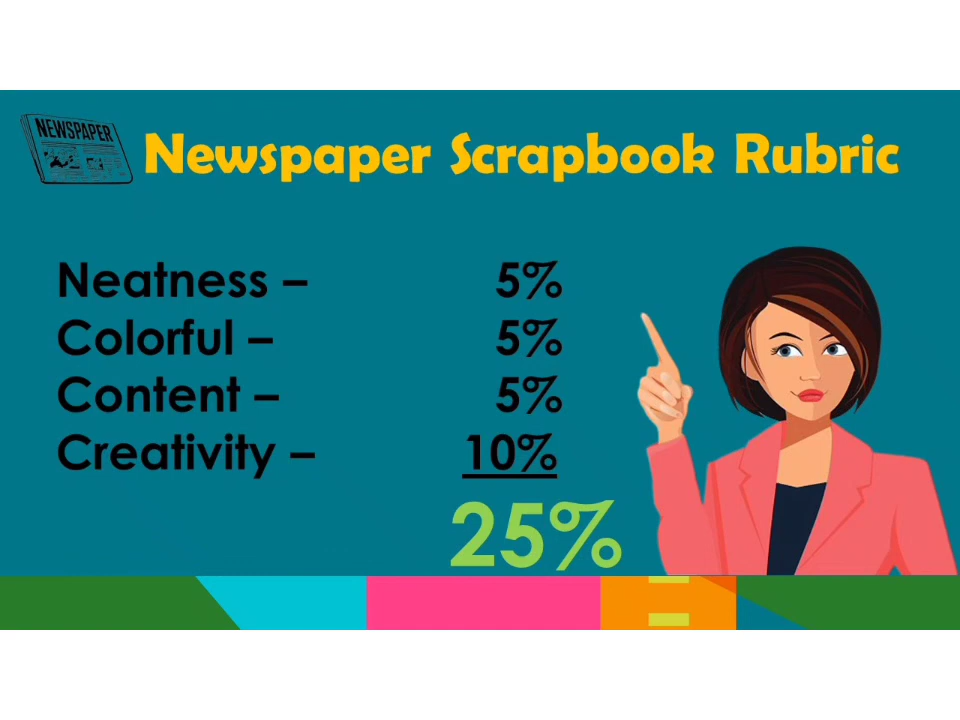 NEWSPAPER
Newspaper Scrapbook Rubric
Neatness – 5%
Colorful – 5%
Content – 5%
Creativity – 10%
25%